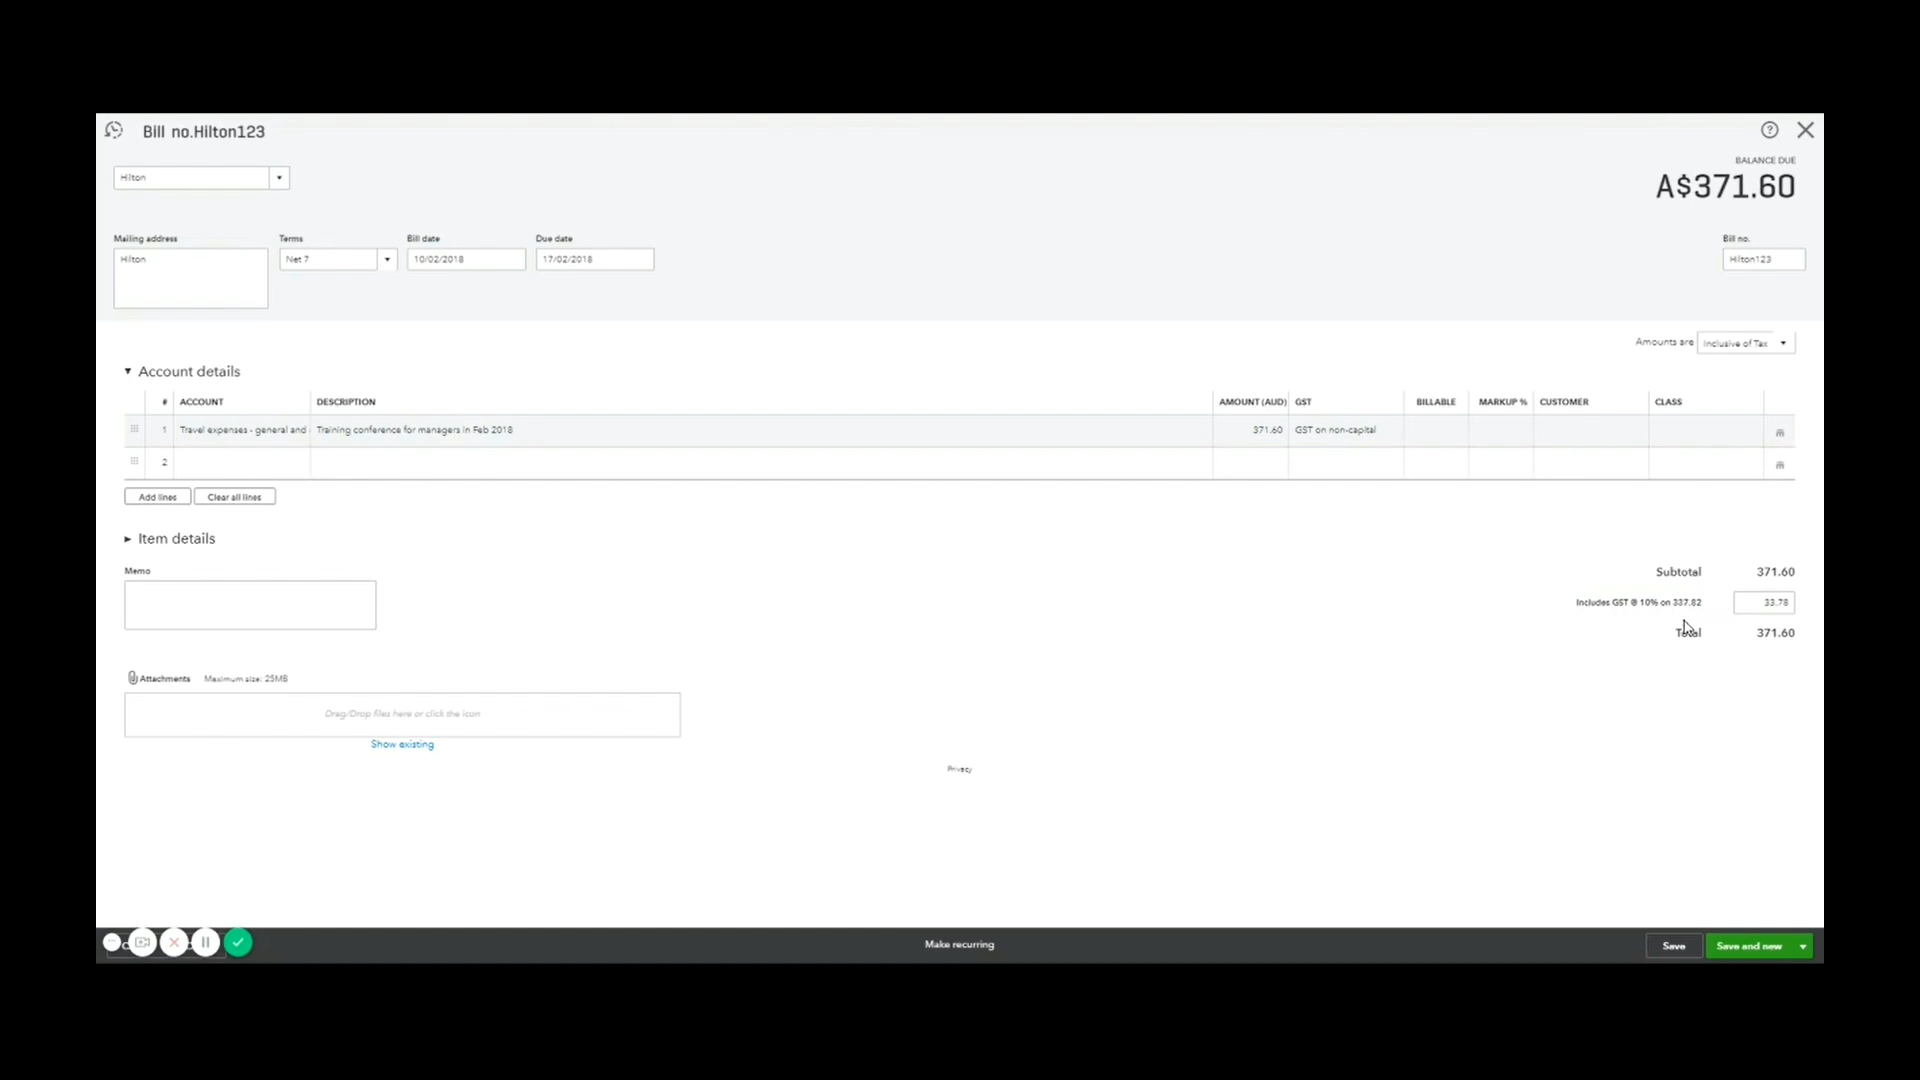 Bill no.Hilton123
Hilton
BALANCE DUE
A$371.60
Mailing address
Terms
Bill date
Due date
Bill no.
Hilton
Net 7
10/02/2018
17/02/2018
Hilton123
Amounts are
Inclusive of Tax
Account details
# ACCOUNT DESCRIPTION AMOUNT (AUD) GST BILLABLE MARKUP % CUSTOMER CLASS
1 Travel expenses - general and Training conference for managers in Feb 2018 371.60 GST on non-capital
2
Add lines
Clear all lines
Item details
Memo
Subtotal 371.60
Includes GST @ 10% on 337.82 33.78
Total 371.60
Attachments Maximum size: 25MB
Drag/Drop files here or click the icon
Show existing
Privacy
Make recurring
Save
Save and new